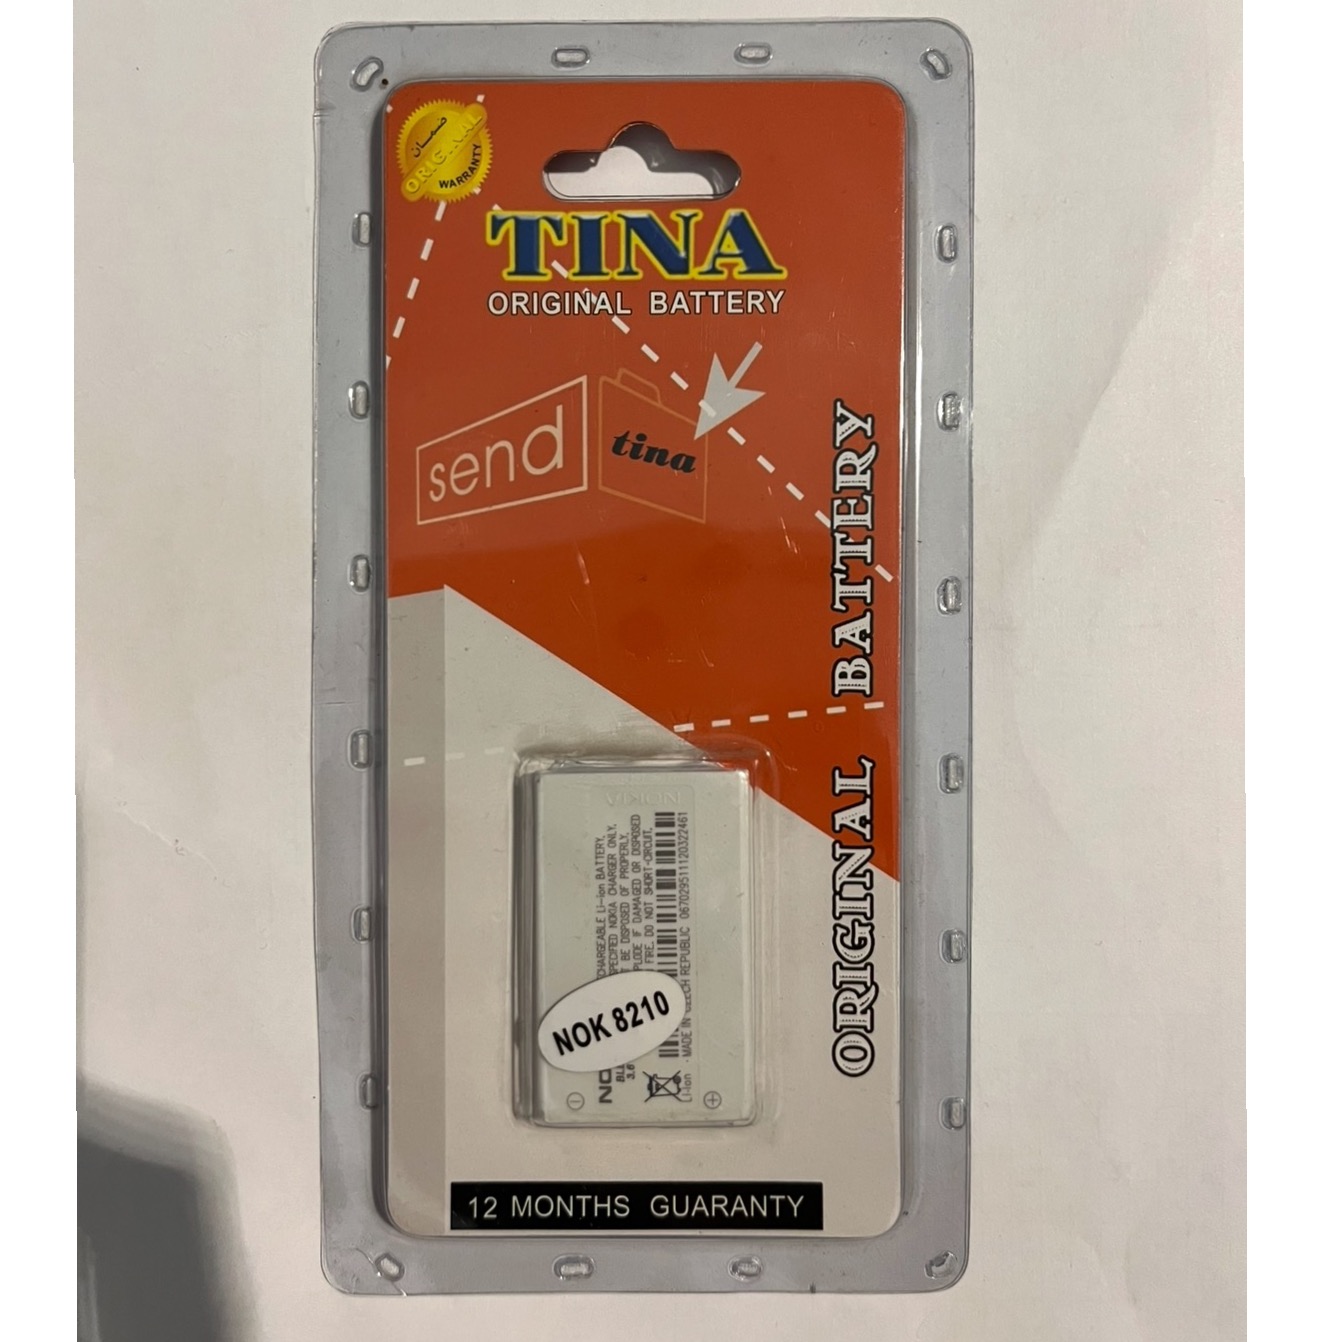 ضمان
ORIGINAL
WARRANTY
TINA
ORIGINAL BATTERY
send
tina
ORIGINAL BATTERY
NOKIA
CHARGEABLE Li-ion BATTERY.
SPECIFIED NOKIA CHARGER ONLY.
BE DISPOSED OF PROPERLY.
PLODE IF DAMAGED OR DISPOSED
FIRE. DO NOT SHORT-CIRCUIT.
MADE IN CZECH REPUBLIC 0670295111120322461
Li-ion
NOK 8210
12 MONTHS GUARANTY